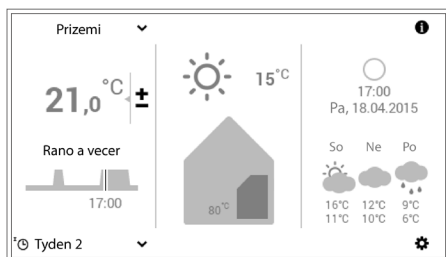 Prizemi
21,0 °C
±
Rano a vecer
17:00
Tyden 2
15°C
80°C
17:00
Pa, 18.04.2015
So Ne Po
16°C 12°C 9°C
11°C 10°C 6°C